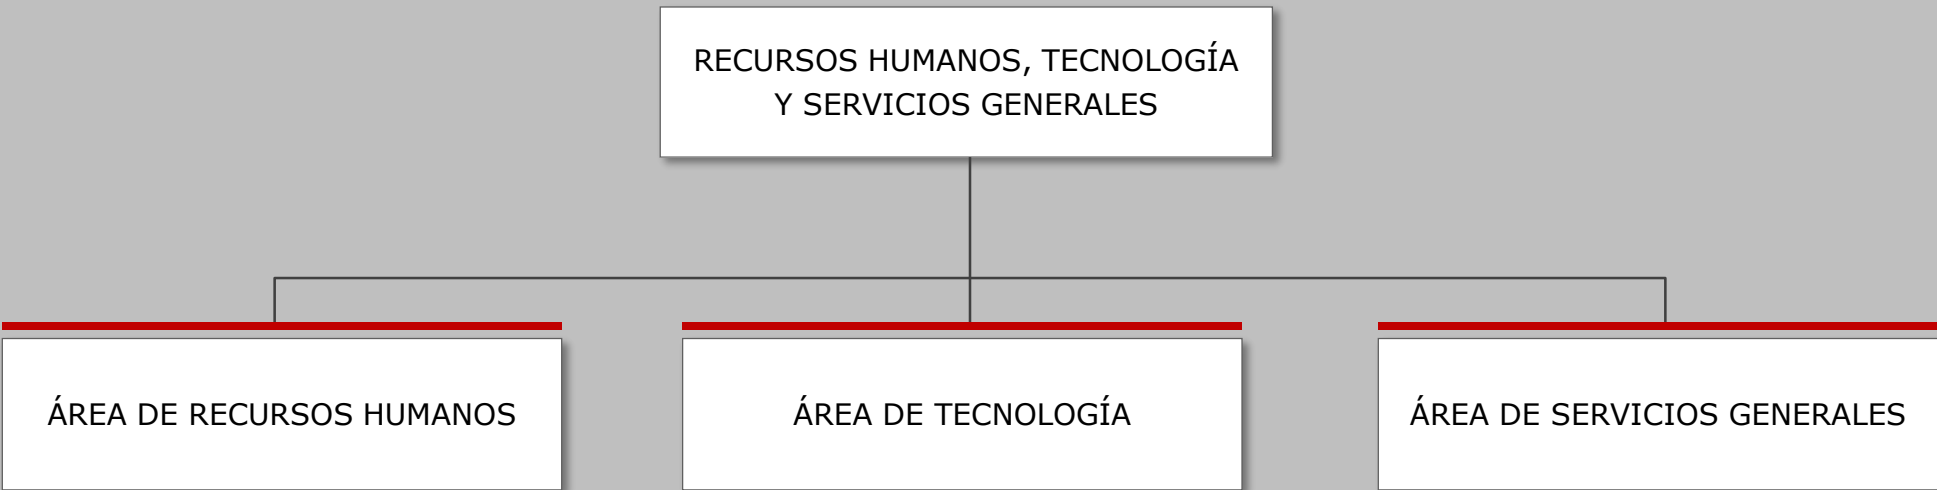 RECURSOS HUMANOS, TECNOLOGÍA
Y SERVICIOS GENERALES
ÁREA DE RECURSOS HUMANOS
ÁREA DE TECNOLOGÍA
ÁREA DE SERVICIOS GENERALES